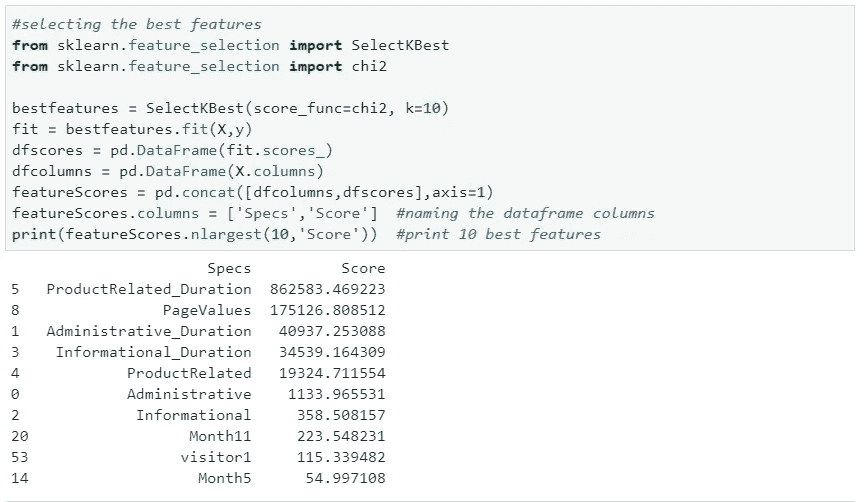 #selecting the best features
from sklearn.feature_selection import SelectKBest
from sklearn.feature_selection import chi2
bestfeatures = SelectKBest(score_func=chi2, k=10)
fit = bestfeatures.fit(X,y)
dfscores = pd.DataFrame(fit.scores_)
dfcolumns = pd.DataFrame(X.columns)
featureScores = pd.concat([dfcolumns,dfscores],axis=1)
featureScores.columns = ['Specs','Score']  #naming the dataframe columns
print(featureScores.nlargest(10,'Score'))  #print 10 best features
Specs Score
5 ProductRelated_Duration 862583.469223
8 PageValues 175126.808512
1 Administrative_Duration 40937.253088
3 Informational_Duration 34539.164309
4 ProductRelated 19324.711554
0 Administrative 1133.965531
2 Informational 358.508157
20 Month11 223.548231
53 visitor1 115.339482
14 Month5 54.997108